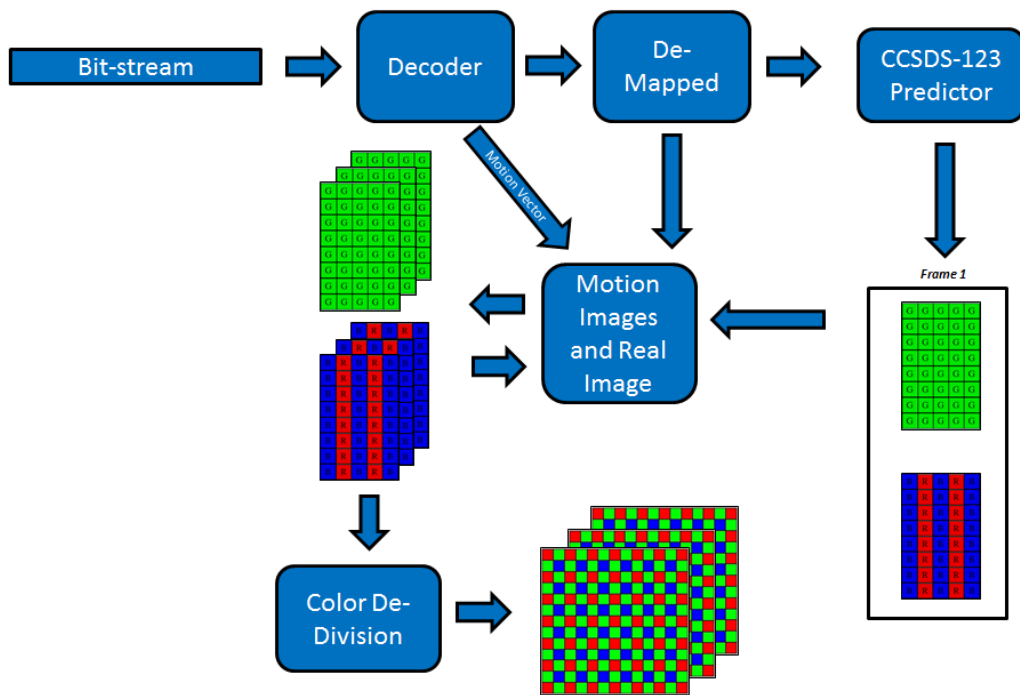 Bit-stream
Decoder
De-
Mapped
CCSDS-123
Predictor
Motion Vector
G G G G G
G G G G G G
G G G G G G G
G G G G G G G
G G G G G G G
G G G G G G G
G G G G G G G
G G G G G G G
G G G G G G
G G G G G
Motion
Images
and Real
Image
R R
R R
R R
R R
R R
R R
R R
R R
R R
R R
Frame 1
G G G G G
G G G G G
G G G G G
G G G G G
G G G G G
G G G G G
G G G G G
G G G G G
R R
R R
R R
R R
R R
R R
R R
R R
Color De-
Division